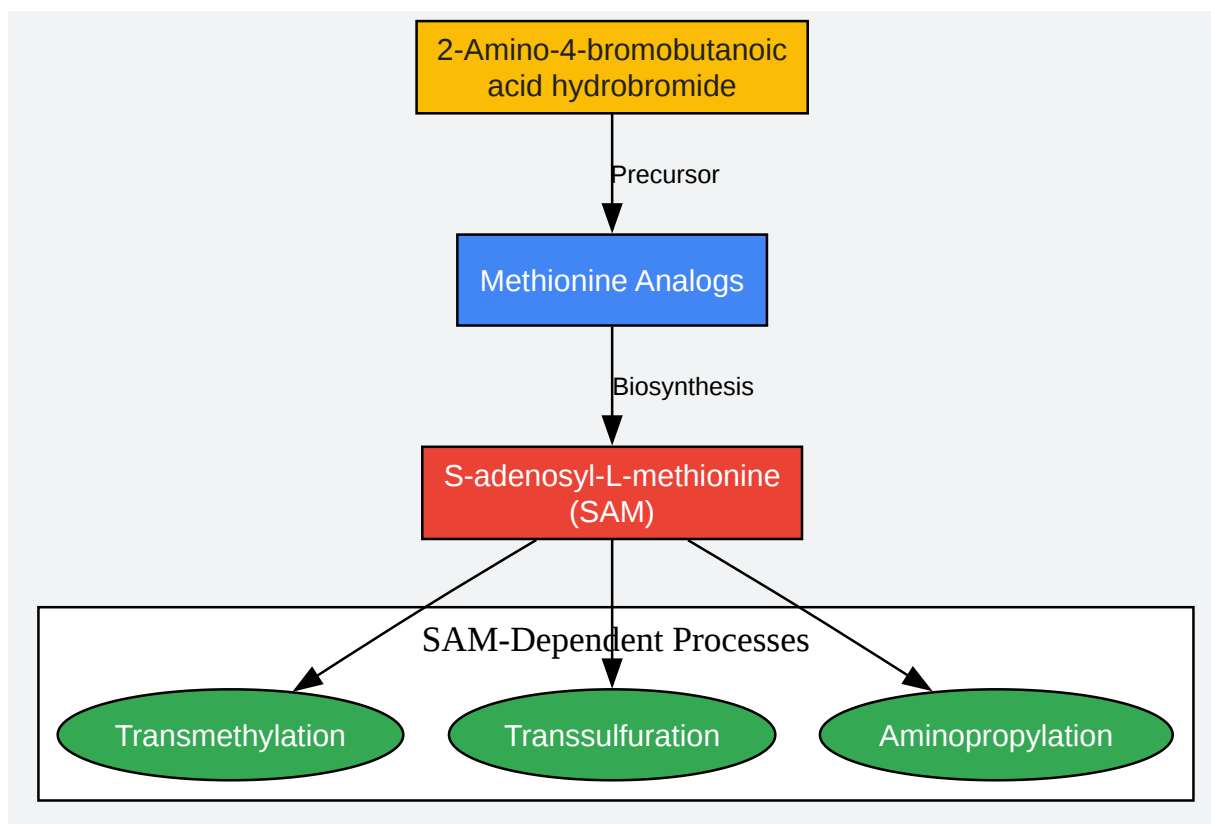 2-Amino-4-bromobutanoic
acid hydrobromide
Precursor
Methionine Analogs
Biosynthesis
S-adenosyl-L-methionine
(SAM)
SAM-Dependent Processes
Transmethylation
Transsulfuration
Aminopropylation